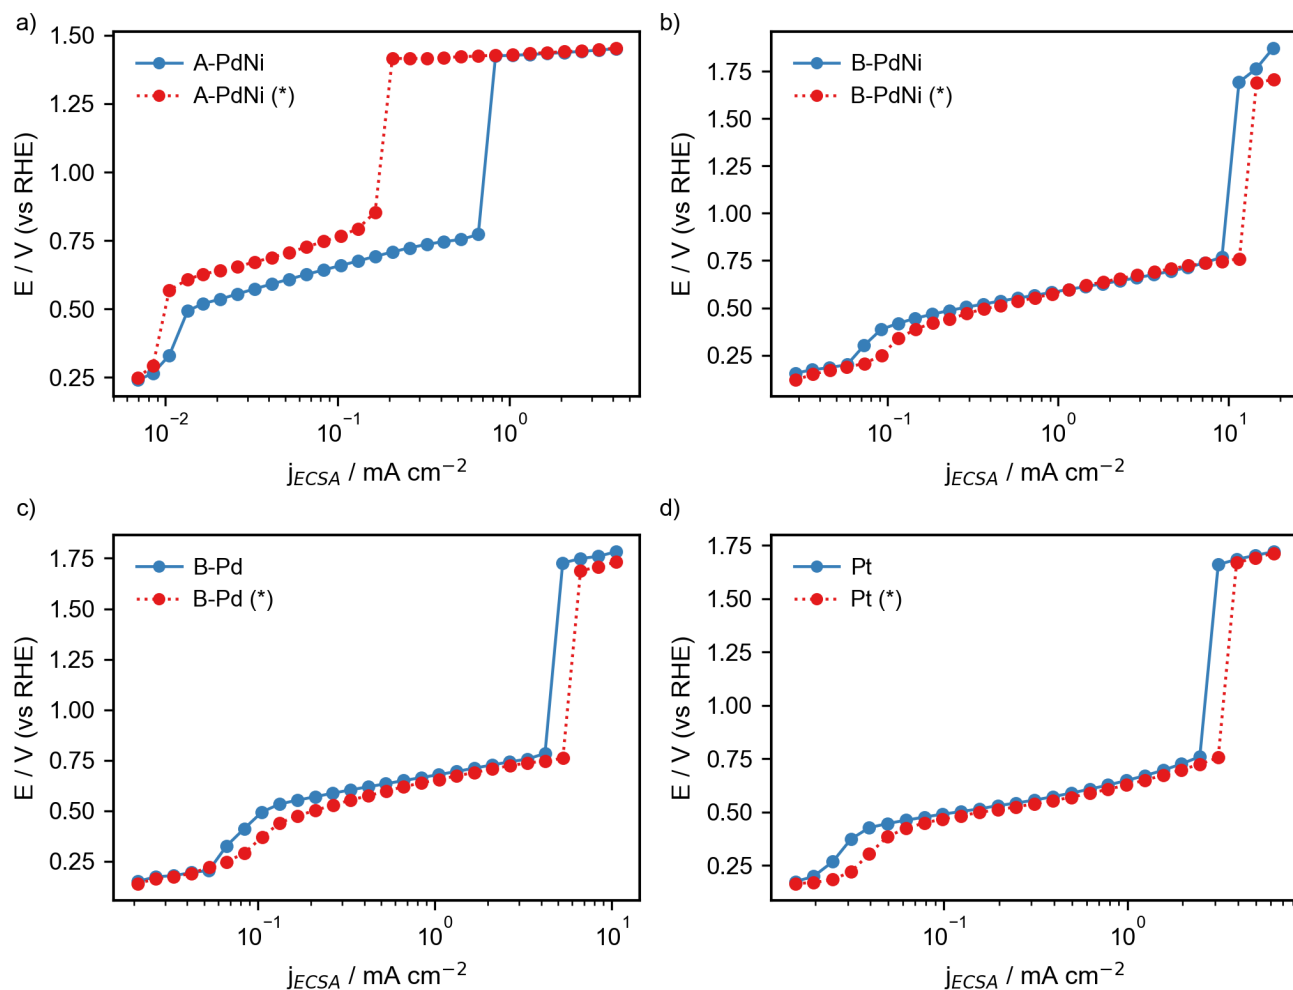 a)
1.50
1.25
1.00
0.75
0.50
0.25
E / V (vs RHE)
A-PdNi
A-PdNi (*)
10⁻²
10⁻¹
10⁰
j_ECSA / mA cm⁻²
b)
1.75
1.50
1.25
1.00
0.75
0.50
0.25
E / V (vs RHE)
B-PdNi
B-PdNi (*)
10⁻¹
10⁰
10¹
j_ECSA / mA cm⁻²
c)
1.75
1.50
1.25
1.00
0.75
0.50
0.25
E / V (vs RHE)
B-Pd
B-Pd (*)
10⁻¹
10⁰
10¹
j_ECSA / mA cm⁻²
d)
1.75
1.50
1.25
1.00
0.75
0.50
0.25
E / V (vs RHE)
Pt
Pt (*)
10⁻¹
10⁰
j_ECSA / mA cm⁻²